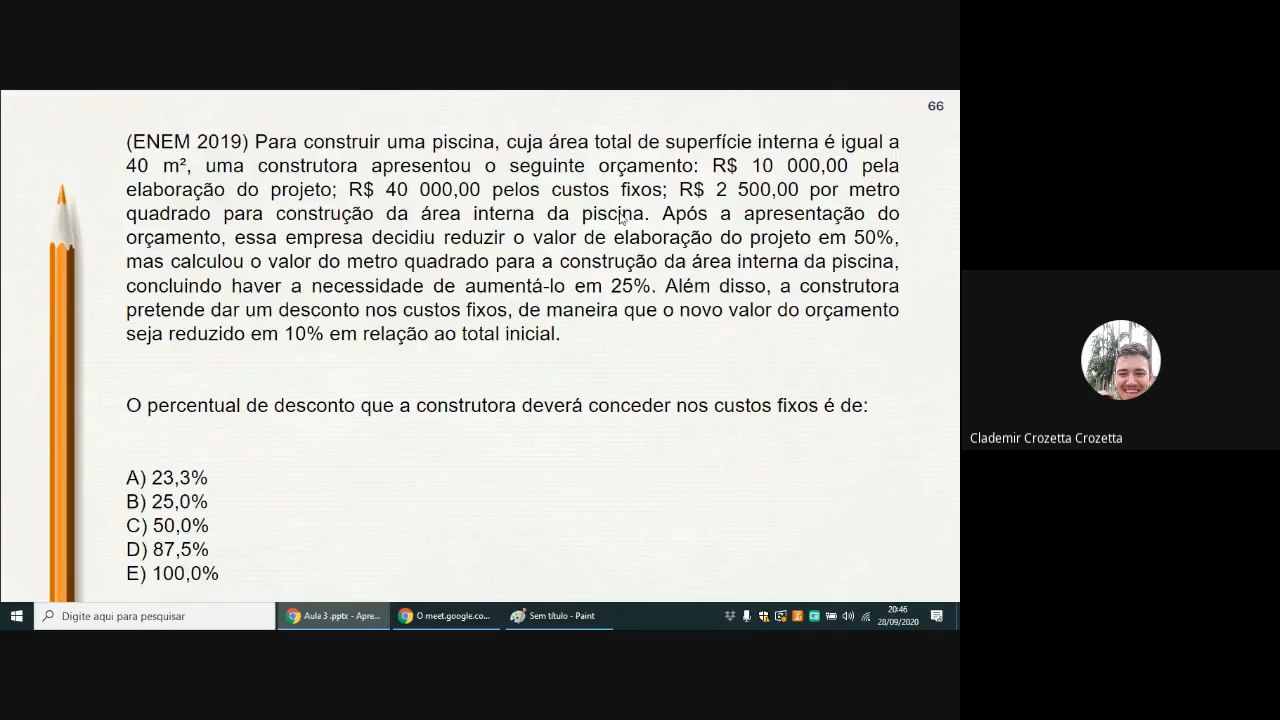 66
(ENEM 2019) Para construir uma piscina, cuja área total de superfície interna é igual a
40 m², uma construtora apresentou o seguinte orçamento: R$ 10 000,00 pela
elaboração do projeto; R$ 40 000,00 pelos custos fixos; R$ 2 500,00 por metro
quadrado para construção da área interna da piscina. Após a apresentação do
orçamento, essa empresa decidiu reduzir o valor de elaboração do projeto em 50%,
mas calculou o valor do metro quadrado para a construção da área interna da piscina,
concluindo haver a necessidade de aumentá-lo em 25%. Além disso, a construtora
pretende dar um desconto nos custos fixos, de maneira que o novo valor do orçamento
seja reduzido em 10% em relação ao total inicial.
O percentual de desconto que a construtora deverá conceder nos custos fixos é de:
A) 23,3%
B) 25,0%
C) 50,0%
D) 87,5%
E) 100,0%
Clademir Crozetta Crozetta
Digite aqui para pesquisar
Aula 3 .pptx - Apre...
O meet.google.co...
Sem título - Paint
20:46
28/09/2020